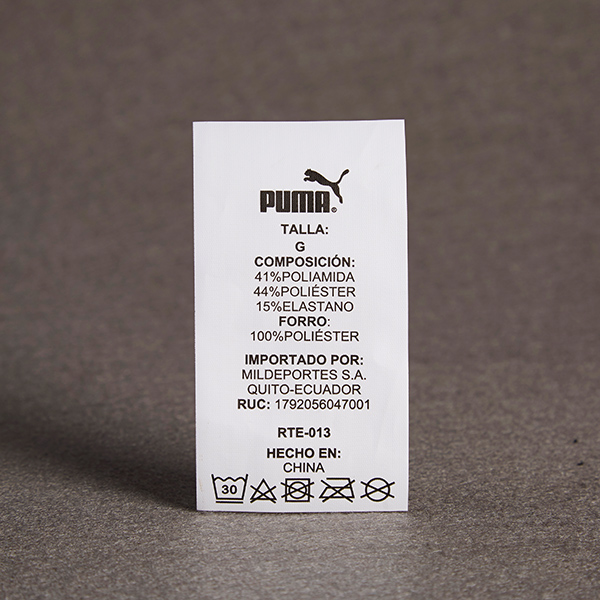 PUMA®
TALLA:
G
COMPOSICIÓN:
41%POLIAMIDA
44%POLIÉSTER
15%ELASTANO
FORRO:
100%POLIÉSTER
IMPORTADO POR:
MILDEPORTES S.A.
QUITO-ECUADOR
RUC: 1792056047001
RTE-013
HECHO EN:
CHINA
30